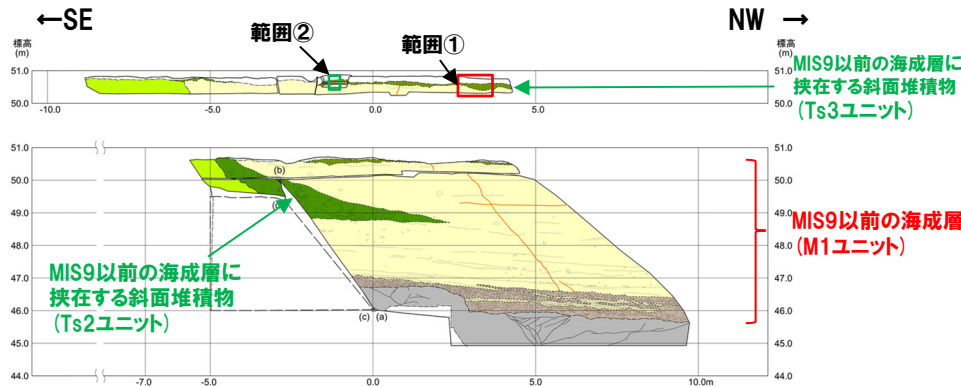 ←SE
NW →
範囲②
範囲①
標高
(m)
標高
(m)
51.0
50.0
51.0
50.0
-10.0
-5.0
0.0
5.0
MIS9以前の海成層に
挟在する斜面堆積物
(Ts3ユニット)
51.0
50.0
49.0
48.0
47.0
46.0
45.0
44.0
51.0
50.0
49.0
48.0
47.0
46.0
45.0
44.0
(b)
(c) (a)
MIS9以前の海成層に
挟在する斜面堆積物
(Ts2ユニット)
MIS9以前の海成層
(M1ユニット)
-7.0
-5.0
0.0
5.0
10.0m